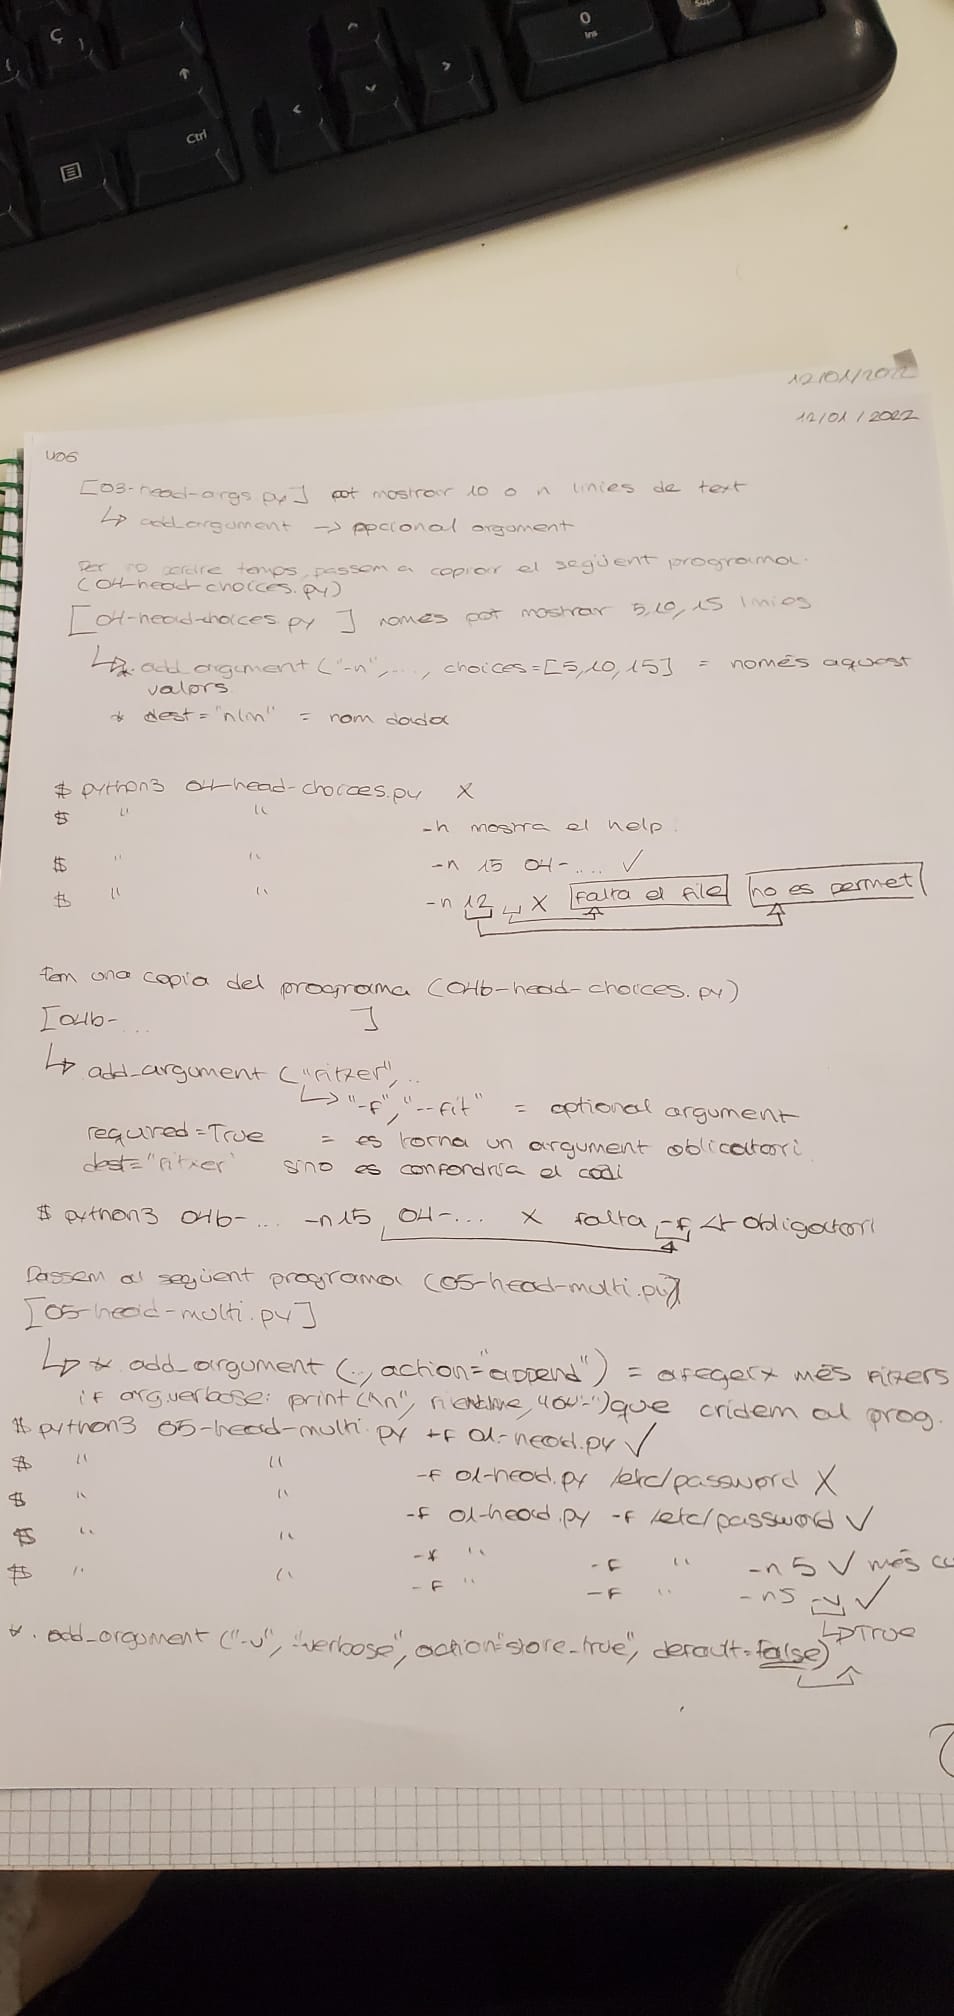 Ç
Ctrl
0
Ins
Supr
12/01/2022
12/01/2022
U06
[03-head-args.py] pot mostrar 10 o n linies de text
↳ add_argument -> opcional argument
Per no perdre temps, passem a copiar el següent programa.
(04-head-choices.py)
[04-head-choices.py ] només pot mostrar 5,10,15 linies
↳ *. add_argument ("-n",..., choices=[5,10,15] = només aquest
valors
* dest="nlin" = nom dada
$ python3 04-head-choices.py X
$ " " -h mostra el help.
$ " " -n 15 04-.... ✓
$ " " -n 12 X falta el file no es permet
Fem una copia del programa (04b-head-choices.py)
[04b-... ]
↳ add_argument ("fitxer",..
↳ "-f","--fit" = optional argument
required=True = es torna un argument oblicatori.
dest="fitxer" sino es confondria el codi
$ python3 04b-... -n15 04-... X falta -f obligatori
Passem al següent programa (05-head-multi.py)
[05-head-multi.py]
↳ * add_argument (.., action="append") = afegeix més fitxers
if arg.verbose: print("\n", , 40*"-") que cridem al prog.
$ python3 05-head-multi.py -f 01-head.py ✓
$ " " -f 01-head.py /etc/password X
$ " " -f 01-head.py -f /etc/password ✓
$ " " -f " -f " -n 5 ✓ més
$ " " -f " -f " -n5 -v ✓
↳ True
*. add_argument ("-v", "--verbose", action="store_true", default=false)